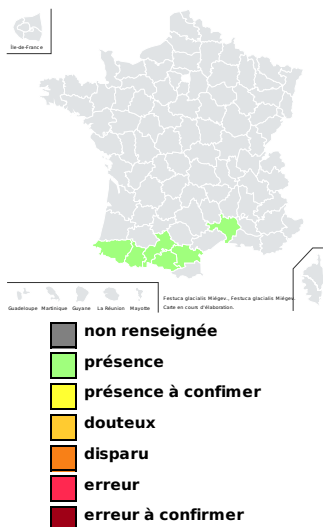 Île-de-France
Festuca glacialis Miégev., Festuca glacialis Miégev.
Carte en cours d'élaboration.
Guadeloupe Martinique Guyane La Réunion Mayotte
non renseignée
présence
présence à confimer
douteux
disparu
erreur
erreur à confirmer